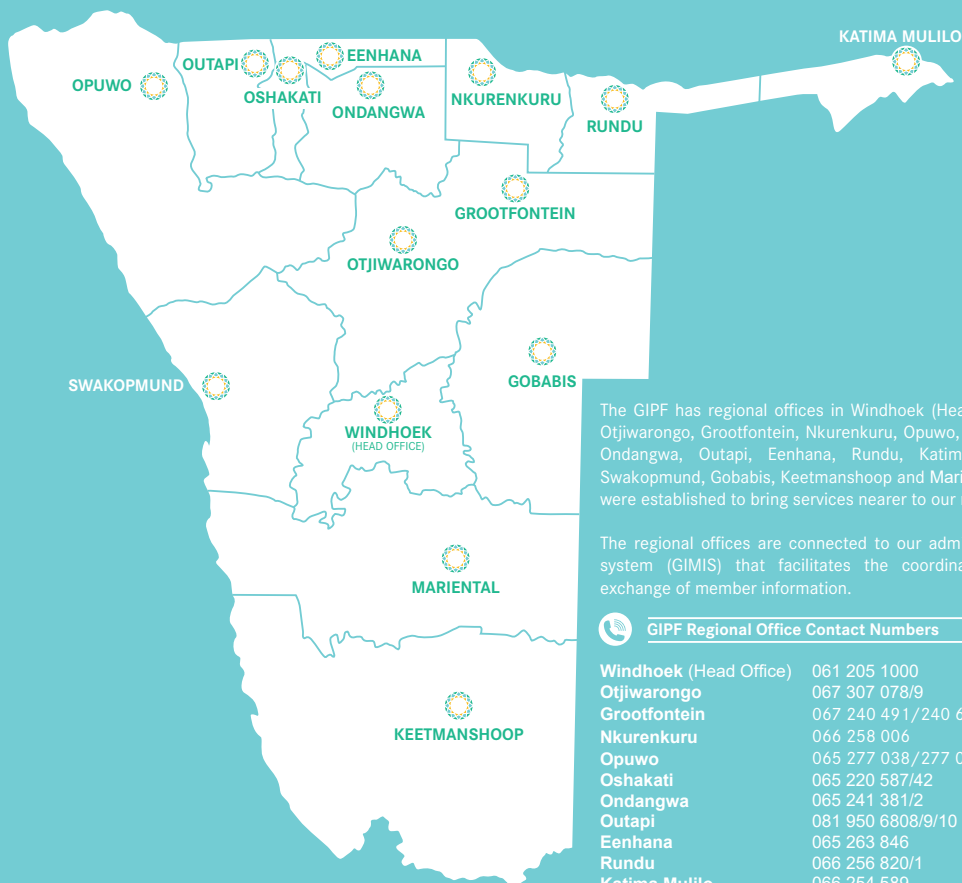 KATIMA MULILO
EENHANA
OUTAPI
OPUWO
OSHAKATI
NKURENKURU
ONDANGWA
RUNDU
GROOTFONTEIN
OTJIWARONGO
SWAKOPMUND
GOBABIS
WINDHOEK
(HEAD OFFICE)
MARIENTAL
KEETMANSHOOP
The GIPF has regional offices in Windhoek
Otjiwarongo, Grootfontein, Nkurenkuru, Opuwo,
Ondangwa, Outapi, Eenhana, Rundu,
Swakopmund, Gobabis, Keetmanshoop and
were established to bring services nearer to our
The regional offices are connected to our
system (GIMIS) that facilitates the
exchange of member information.
GIPF Regional Office Contact Numbers
Windhoek (Head Office) 061 205 1000
Otjiwarongo 067 307 078/9
Grootfontein 067 240 491/240
Nkurenkuru 066 258 006
Opuwo 065 277 038/277
Oshakati 065 220 587/42
Ondangwa 065 241 381/2
Outapi 081 950 6808/9/10
Eenhana 065 263 846
Rundu 066 256 820/1
Katima Mulilo 066 254 589